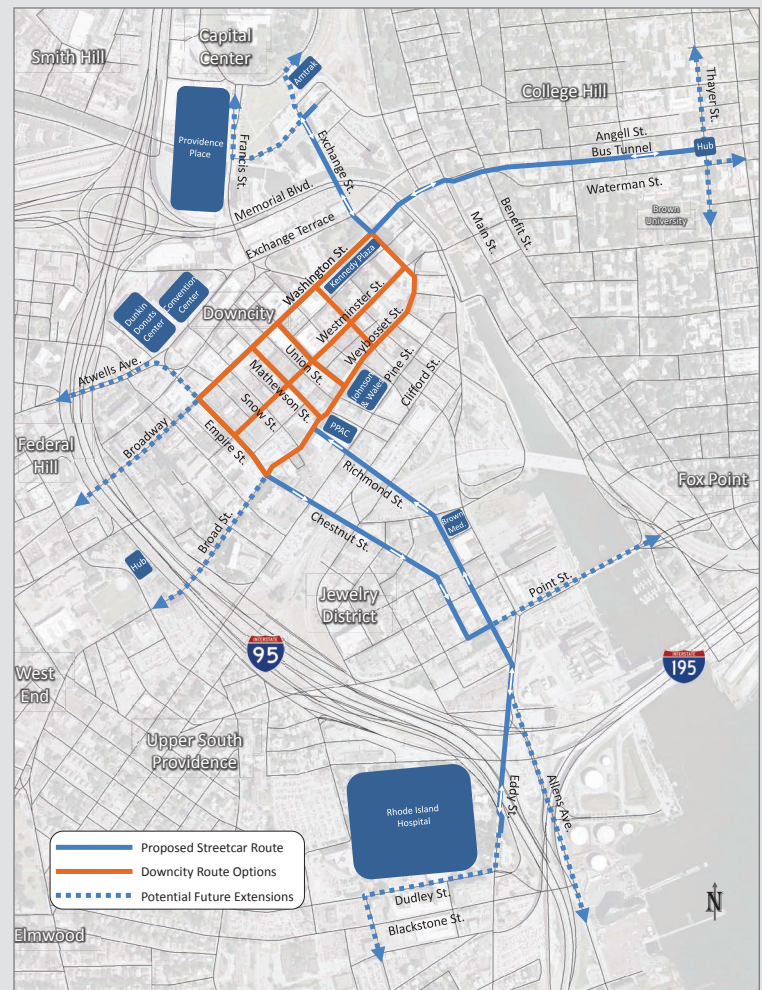 Smith Hill
Capital
Center
Amtrak
College Hill
Thayer St.
Providence
Place
Francis St.
Exchange St.
Angell St.
Bus Tunnel
Hub
Waterman St.
Memorial Blvd.
Brown
University
Benefit St.
Main St.
Exchange Terrace
Washington St.
Kennedy Plaza
Dunkin
Donuts
Center
Convention
Center
Downcity
Westminster St.
Weybosset St.
Union St.
Pine St.
Clifford St.
Atwells Ave.
Mathewson St.
Johnson
& Wales
Snow St.
PPAC
Broadway
Empire St.
Federal
Hill
Richmond St.
Fox Point
Broad St.
Chestnut St.
Brown
Med.
Hub
Point St.
Jewelry
District
INTERSTATE
95
INTERSTATE
195
West
End
Upper South
Providence
Eddy St.
Allens Ave.
Rhode Island
Hospital
Proposed Streetcar Route
Downcity Route Options
Potential Future Extensions
Dudley St.
Blackstone St.
N
Elmwood